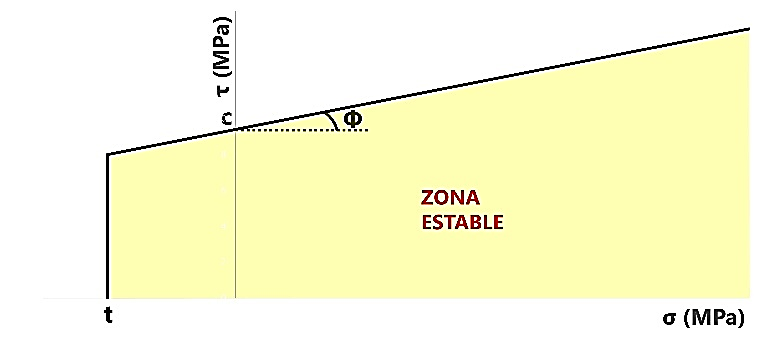 τ (MPa)
c
Φ
ZONA
ESTABLE
t
σ (MPa)